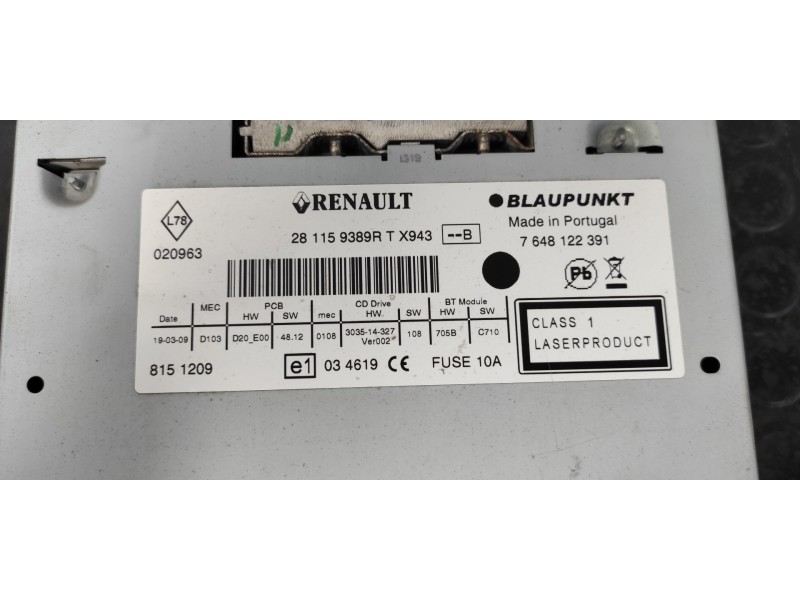 1319
L78
RENAULT
BLAUPUNKT
Made in Portugal
020963
28 115 9389R T X943
--B
7 648 122 391
Pb
MEC
PCB
CD Drive
BT Module
Date
HW
SW
mec
HW.
SW
HW
SW
19-03-09
D103
D20_E00
48.12
0108
3035-14-327
Ver002
108
705B
C710
CLASS 1
LASERPRODUCT
815 1209
e1
03 4619 CE
FUSE 10A